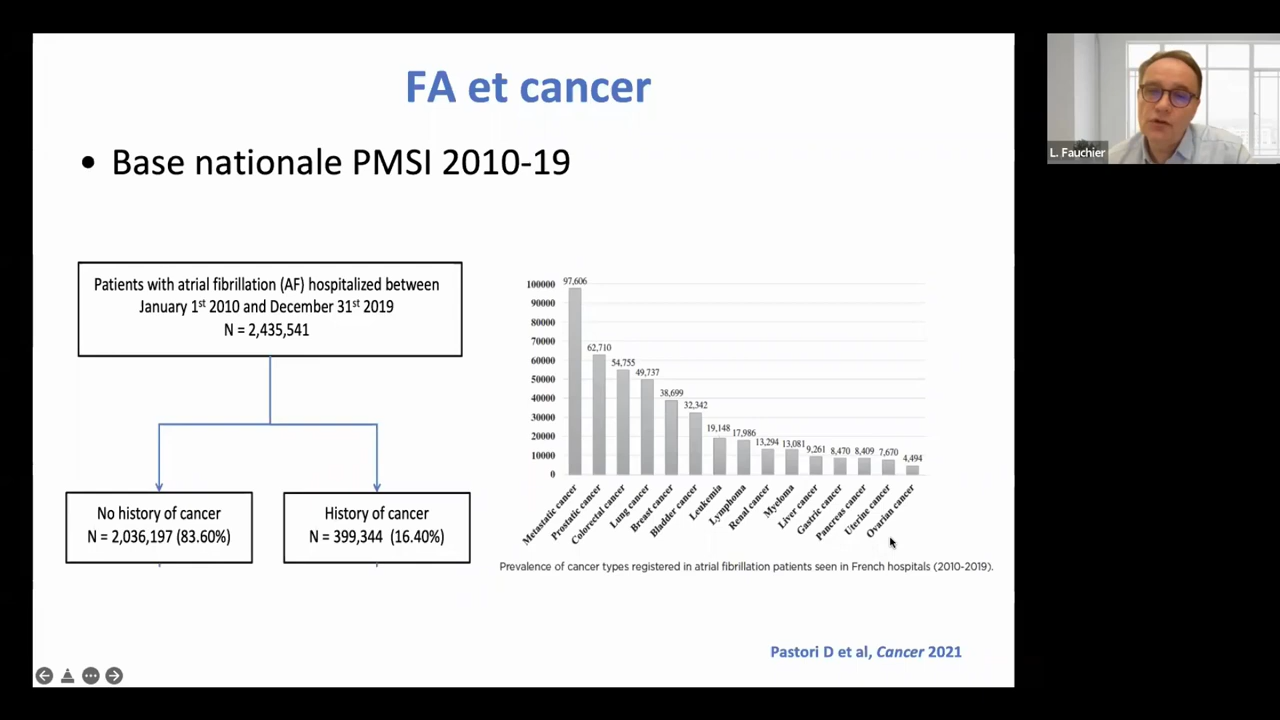 FA et cancer
• Base nationale PMSI 2010-19
Patients with atrial fibrillation (AF) hospitalized between
January 1st 2010 and December 31st 2019
N = 2,435,541
No history of cancer
N = 2,036,197 (83.60%)
History of cancer
N = 399,344 (16.40%)
100000
90000
80000
70000
60000
50000
40000
30000
20000
10000
0
97,606
62,710
54,755
49,737
38,699
32,342
19,148
17,986
13,294
13,081
9,261
8,470
8,409
7,670
4,494
Metastatic cancer
Prostatic cancer
Colorectal cancer
Lung cancer
Breast cancer
Bladder cancer
Leukemia
Lymphoma
Renal cancer
Myeloma
Liver cancer
Gastric cancer
Pancreas cancer
Uterine cancer
Ovarian cancer
Prevalence of cancer types registered in atrial fibrillation patients seen in French hospitals (2010-2019).
Pastori D et al, Cancer 2021
L. Fauchier